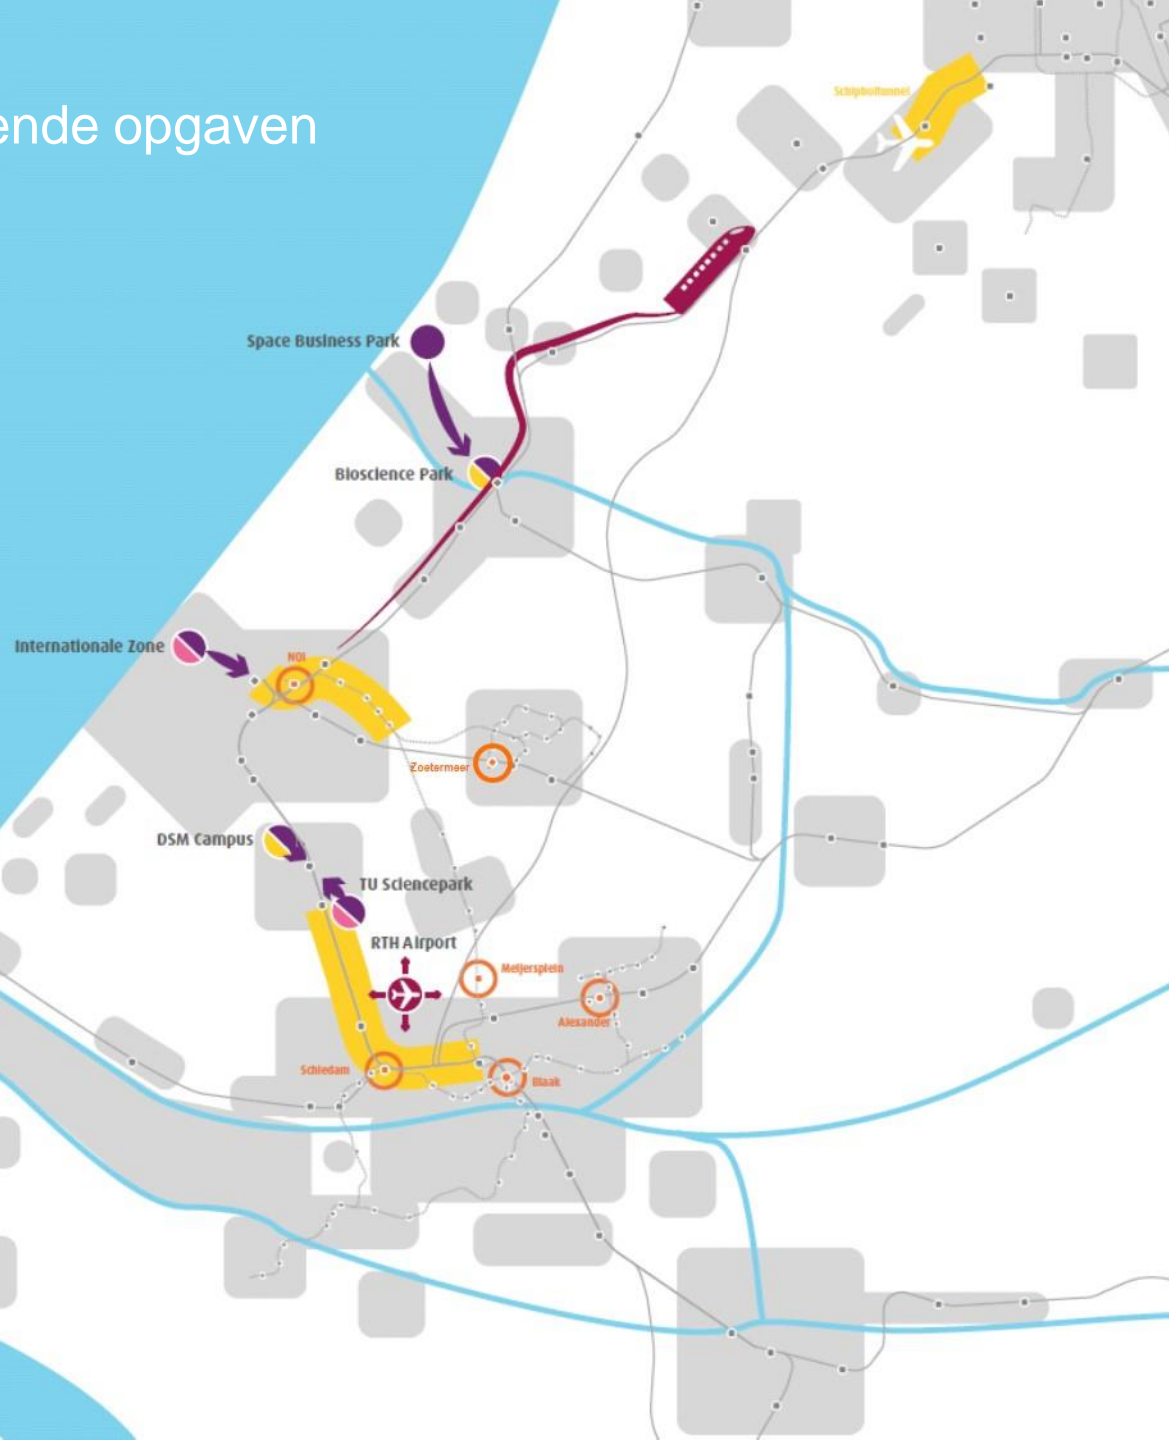 ende opgaven
Schipholtunnel
Space Business Park
Bioscience Park
Internationale Zone
NOI
Zoetermeer
DSM Campus
TU Sciencepark
RTH Airport
Meijersplein
Alexander
Schiedam
Blaak